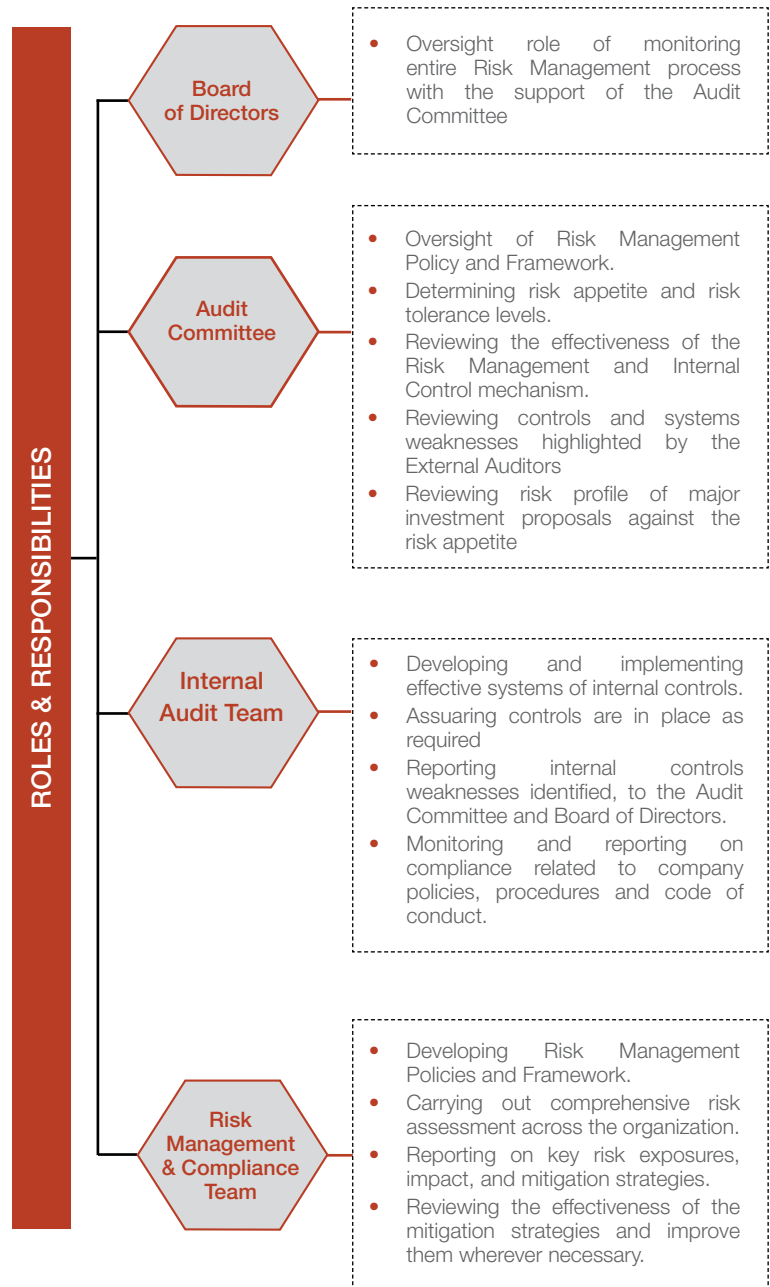 ROLES & RESPONSIBILITIES
Board
of Directors
• Oversight role of monitoring
entire Risk Management process
with the support of the Audit
Committee
Audit
Committee
• Oversight of Risk Management
Policy and Framework.
• Determining risk appetite and risk
tolerance levels.
• Reviewing the effectiveness of the
Risk Management and Internal
Control mechanism.
• Reviewing controls and systems
weaknesses highlighted by the
External Auditors
• Reviewing risk profile of major
investment proposals against the
risk appetite
Internal
Audit Team
• Developing and implementing
effective systems of internal controls.
• Assuaring controls are in place as
required
• Reporting internal controls
weaknesses identified, to the Audit
Committee and Board of Directors.
• Monitoring and reporting on
compliance related to company
policies, procedures and code of
conduct.
Risk
Management
& Compliance
Team
• Developing Risk Management
Policies and Framework.
• Carrying out comprehensive risk
assessment across the organization.
• Reporting on key risk exposures,
impact, and mitigation strategies.
• Reviewing the effectiveness of the
mitigation strategies and improve
them wherever necessary.